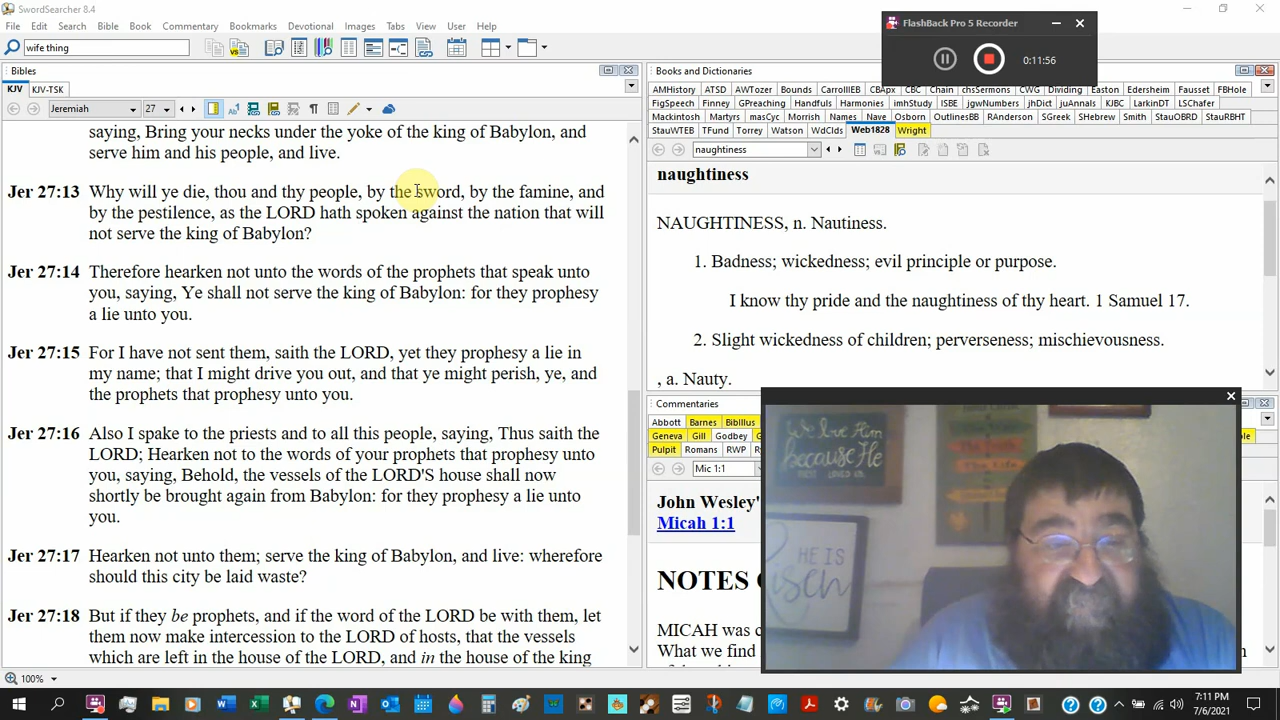 SwordSearcher 8.4
File Edit Search Bible Book Commentary Bookmarks Devotional Images Tabs View User Help
wife thing
FlashBack Pro 5 Recorder
0:11:56
Bibles
KJV KJV-TSK
Jeremiah 27
saying, Bring your necks under the yoke of the king of Babylon, and
serve him and his people, and live.
Jer 27:13 Why will ye die, thou and thy people, by the sword, by the famine, and
by the pestilence, as the LORD hath spoken against the nation that will
not serve the king of Babylon?
Jer 27:14 Therefore hearken not unto the words of the prophets that speak unto
you, saying, Ye shall not serve the king of Babylon: for they prophesy
a lie unto you.
Jer 27:15 For I have not sent them, saith the LORD, yet they prophesy a lie in
my name; that I might drive you out, and that ye might perish, ye, and
the prophets that prophesy unto you.
Jer 27:16 Also I spake to the priests and to all this people, saying, Thus saith the
LORD; Hearken not to the words of your prophets that prophesy unto
you, saying, Behold, the vessels of the LORD'S house shall now
shortly be brought again from Babylon: for they prophesy a lie unto
you.
Jer 27:17 Hearken not unto them; serve the king of Babylon, and live: wherefore
should this city be laid waste?
Jer 27:18 But if they be prophets, and if the word of the LORD be with them, let
them now make intercession to the LORD of hosts, that the vessels
which are left in the house of the LORD, and in the house of the king
100%
Books and Dictionaries
AMHistory ATSD AWTozer Bounds CarrollIEB CBApx CBC Chain chsSermons CWG Dividing Easton Edersheim Fausset FBHole
FigSpeech Finney GPreaching Handfuls Harmonies imhStudy ISBE jgwNumbers jhDict juAnnals KJBC LarkinDT LSChafer
Mackintosh Martyrs masCyc Morrish Names Nave Osborn OutlinesBB RAnderson SGreek SHebrew Smith StauOBRD StauRBHT
StauWTEB TFund Torrey Watson WdClds Web1828 Wright
naughtiness
naughtiness
NAUGHTINESS, n. Nautiness.
1. Badness; wickedness; evil principle or purpose.
I know thy pride and the naughtiness of thy heart. 1 Samuel 17.
2. Slight wickedness of children; perverseness; mischievousness.
, a. Nauty.
Commentaries
Abbott Barnes BibIllus
Geneva Gill Godbey
Pulpit Romans RWP
Mic 1:1
John Wesley'
Micah 1:1
NOTES
MICAH was
What we find
We love Him
because He
FIRST LOVED US
HE IS
Risen
7:11 PM
7/6/2021